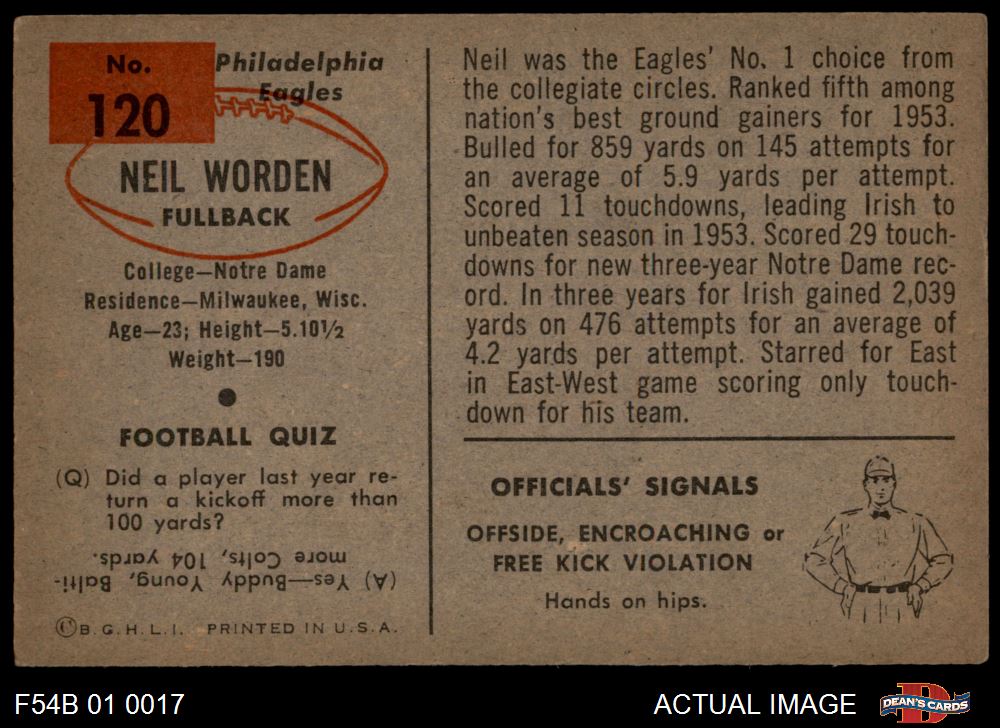 No.
120
Philadelphia
Eagles
NEIL WORDEN
FULLBACK
College—Notre Dame
Residence—Milwaukee, Wisc.
Age—23; Height—5.10½
Weight—190
FOOTBALL QUIZ
(Q) Did a player last year re-
turn a kickoff more than
100 yards?
(A) Yes—Buddy Young, Balti-
more Colts, 104 yards.
©B.G.H.L.I. PRINTED IN U.S.A.
Neil was the Eagles' No. 1 choice from
the collegiate circles. Ranked fifth among
nation's best ground gainers for 1953.
Bulled for 859 yards on 145 attempts for
an average of 5.9 yards per attempt.
Scored 11 touchdowns, leading Irish to
unbeaten season in 1953. Scored 29 touch-
downs for new three-year Notre Dame rec-
ord. In three years for Irish gained 2,039
yards on 476 attempts for an average of
4.2 yards per attempt. Starred for East
in East-West game scoring only touch-
down for his team.
OFFICIALS' SIGNALS
OFFSIDE, ENCROACHING or
FREE KICK VIOLATION
Hands on hips.
F54B 01 0017
ACTUAL IMAGE
D
DEAN'S CARDS